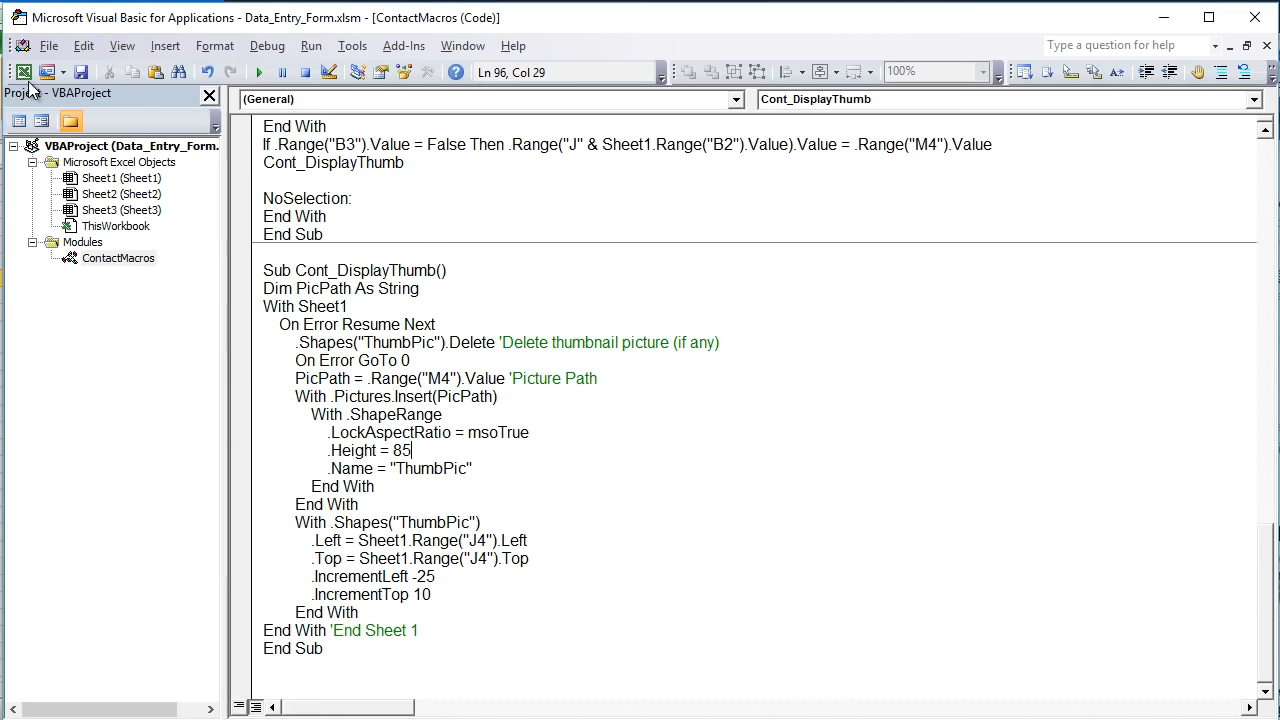 Microsoft Visual Basic for Applications - Data_Entry_Form.xlsm - [ContactMacros (Code)]
File Edit View Insert Format Debug Run Tools Add-Ins Window Help
Type a question for help
Ln 96, Col 29
100%
- VBAProject
(General)
Cont_DisplayThumb
VBAProject (Data_Entry_Form.
Microsoft Excel Objects
Sheet1 (Sheet1)
Sheet2 (Sheet2)
Sheet3 (Sheet3)
ThisWorkbook
Modules
ContactMacros
End With
If .Range("B3").Value = False Then .Range("J" & Sheet1.Range("B2").Value).Value = .Range("M4").Value
Cont_DisplayThumb
NoSelection:
End With
End Sub
Sub Cont_DisplayThumb()
Dim PicPath As String
With Sheet1
On Error Resume Next
.Shapes("ThumbPic").Delete 'Delete thumbnail picture (if any)
On Error GoTo 0
PicPath = .Range("M4").Value 'Picture Path
With .Pictures.Insert(PicPath)
With .ShapeRange
.LockAspectRatio = msoTrue
.Height = 85
.Name = "ThumbPic"
End With
End With
With .Shapes("ThumbPic")
.Left = Sheet1.Range("J4").Left
.Top = Sheet1.Range("J4").Top
.IncrementLeft -25
.IncrementTop 10
End With
End With 'End Sheet 1
End Sub